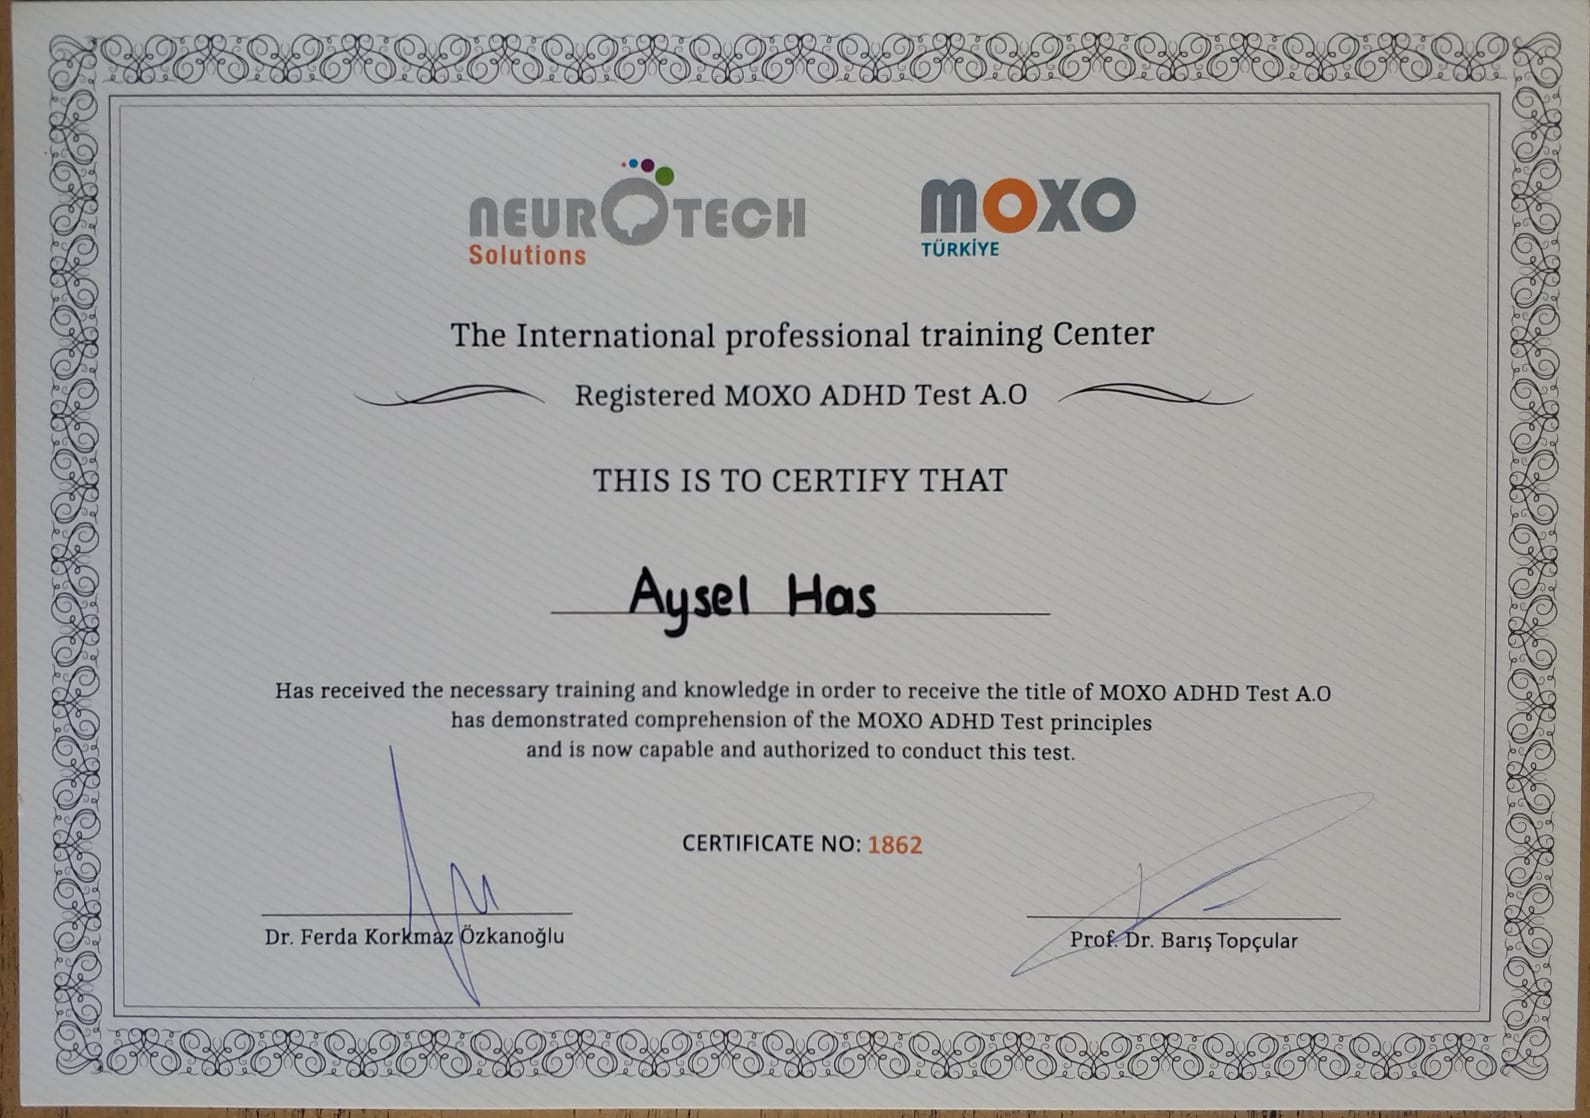 NEUROTECH
Solutions
MOXO
TÜRKİYE
The International professional training Center
Registered MOXO ADHD Test A.O
THIS IS TO CERTIFY THAT
Aysel Has
Has received the necessary training and knowledge in order to receive the title of MOXO ADHD Test A.O
has demonstrated comprehension of the MOXO ADHD Test principles
and is now capable and authorized to conduct this test.
CERTIFICATE NO: 1862
Dr. Ferda Korkmaz Özkanoğlu
Prof. Dr. Barış Topçular